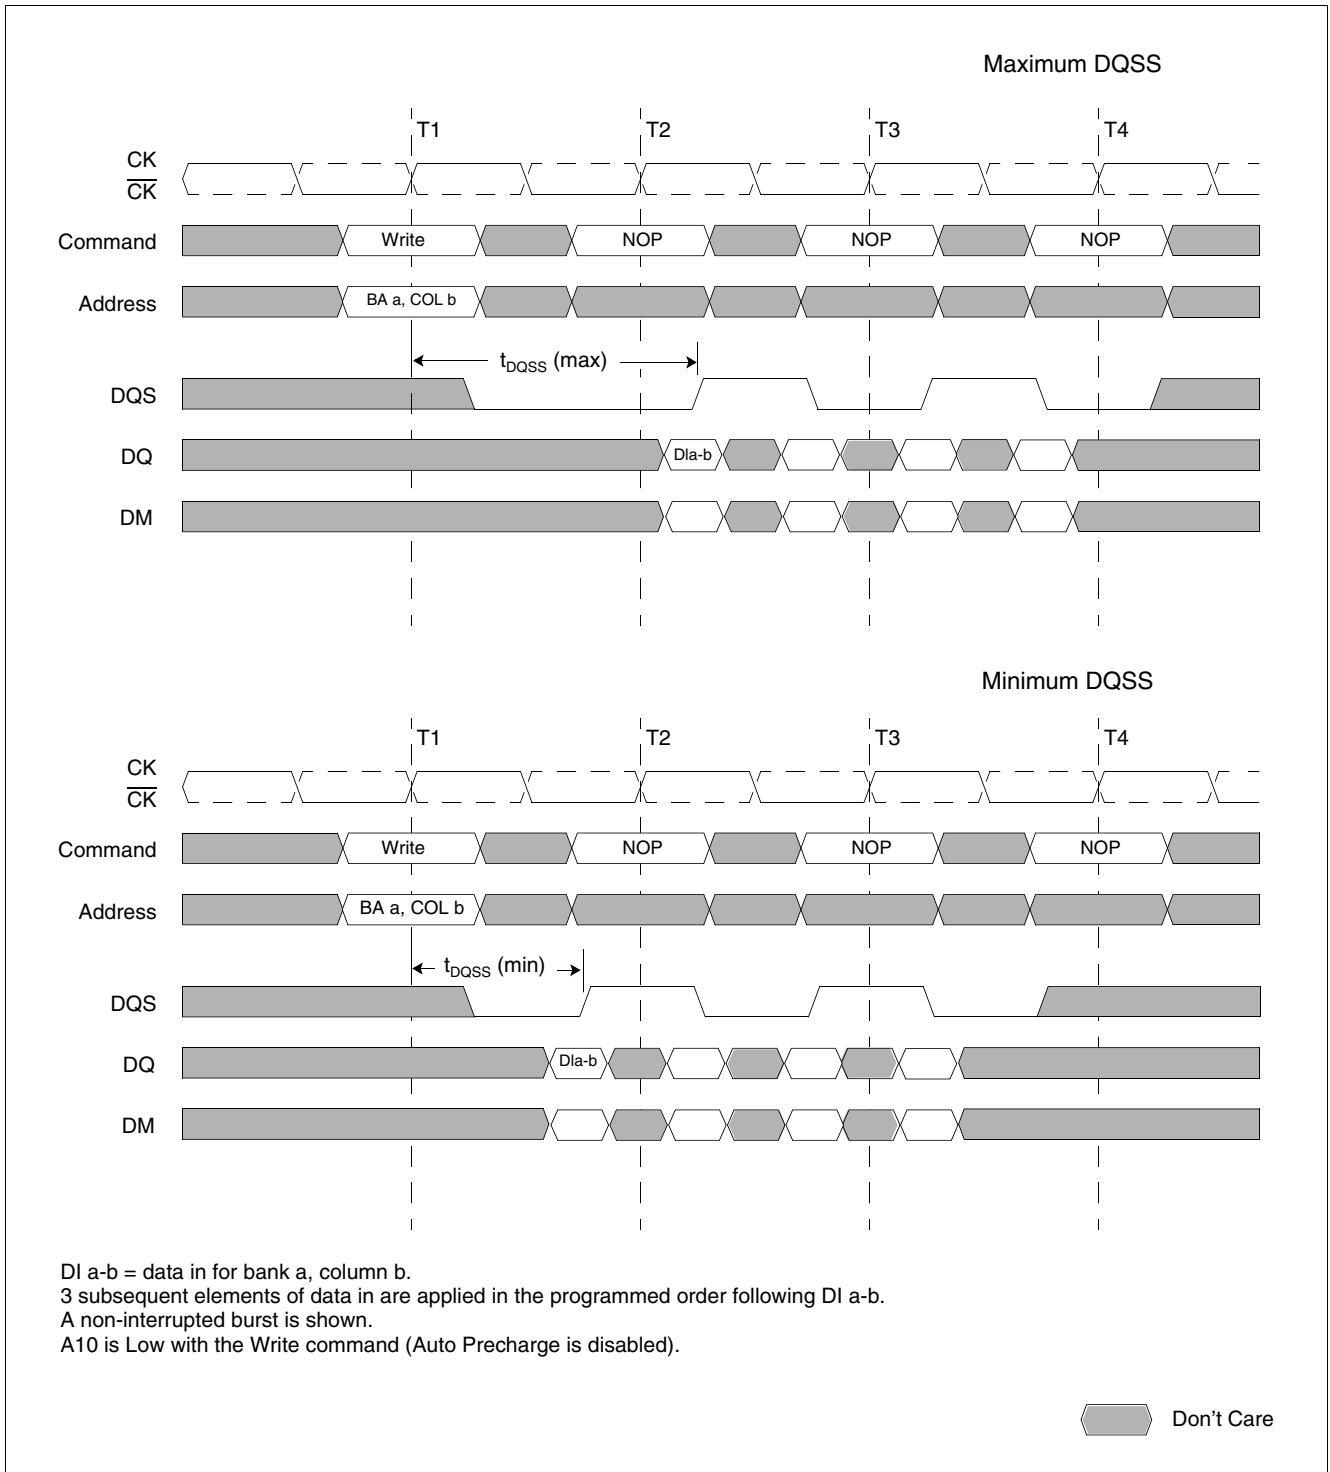 Maximum DQSS
T1 T2 T3 T4
CK
CK
Command Write NOP NOP NOP
Address BA a, COL b
tDQSS (max)
DQS
DQ DIa-b
DM
Minimum DQSS
T1 T2 T3 T4
CK
CK
Command Write NOP NOP NOP
Address BA a, COL b
tDQSS (min)
DQS
DQ DIa-b
DM
DI a-b = data in for bank a, column b.
3 subsequent elements of data in are applied in the programmed order following DI a-b.
A non-interrupted burst is shown.
A10 is Low with the Write command (Auto Precharge is disabled).
Don't Care